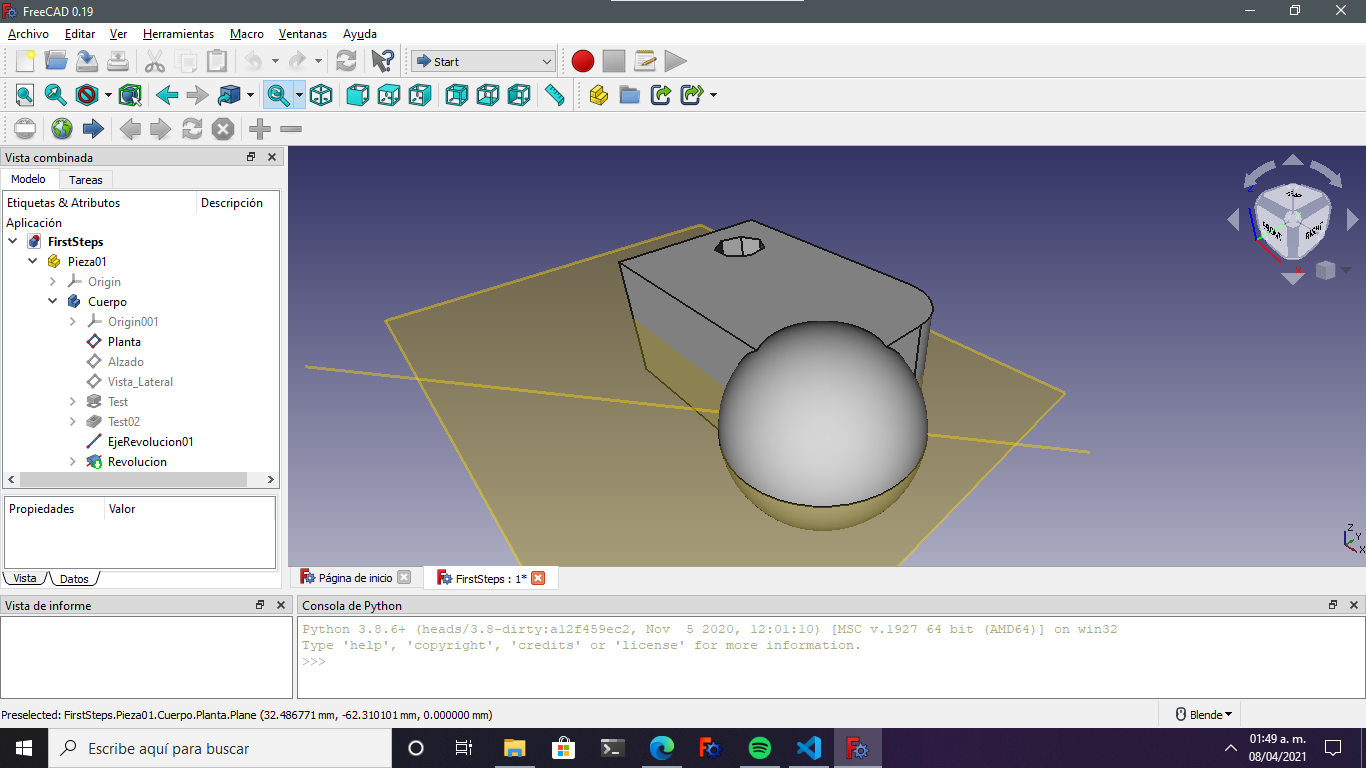 FreeCAD 0.19
Archivo Editar Ver Herramientas Macro Ventanas Ayuda
Start
Vista combinada
Modelo Tareas
Etiquetas & Atributos Descripción
Aplicación
FirstSteps
Pieza01
Origin
Cuerpo
Origin001
Planta
Alzado
Vista_Lateral
Test
Test02
EjeRevolucion01
Revolucion
Propiedades Valor
Vista Datos
Z
X
FRONT RIGHT
Z
Y
X
Página de inicio FirstSteps : 1*
Vista de informe
Consola de Python
Python 3.8.6+ (heads/3.8-dirty:a12f459ec2, Nov  5 2020, 12:01:10) [MSC v.1927 64 bit (AMD64)] on win32
Type 'help', 'copyright', 'credits' or 'license' for more information.
>>>
Preselected: FirstSteps.Pieza01.Cuerpo.Planta.Plane (32.486771 mm, -62.310101 mm, 0.000000 mm)
Blende
Escribe aquí para buscar
01:49 a. m.
08/04/2021